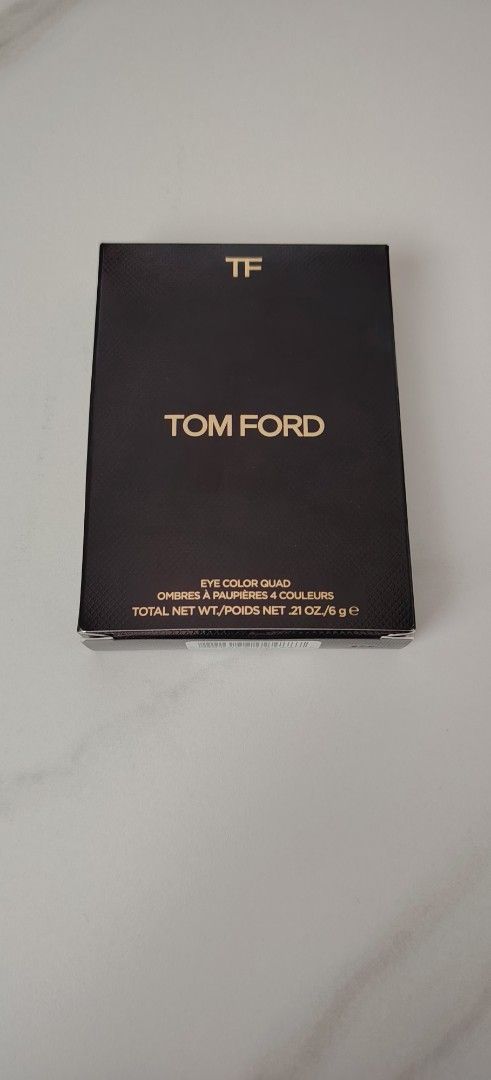 TF
TOM FORD
EYE COLOR QUAD
OMBRES À PAUPIÈRES 4 COULEURS
TOTAL NET WT./POIDS NET .21 OZ./6 g ℮